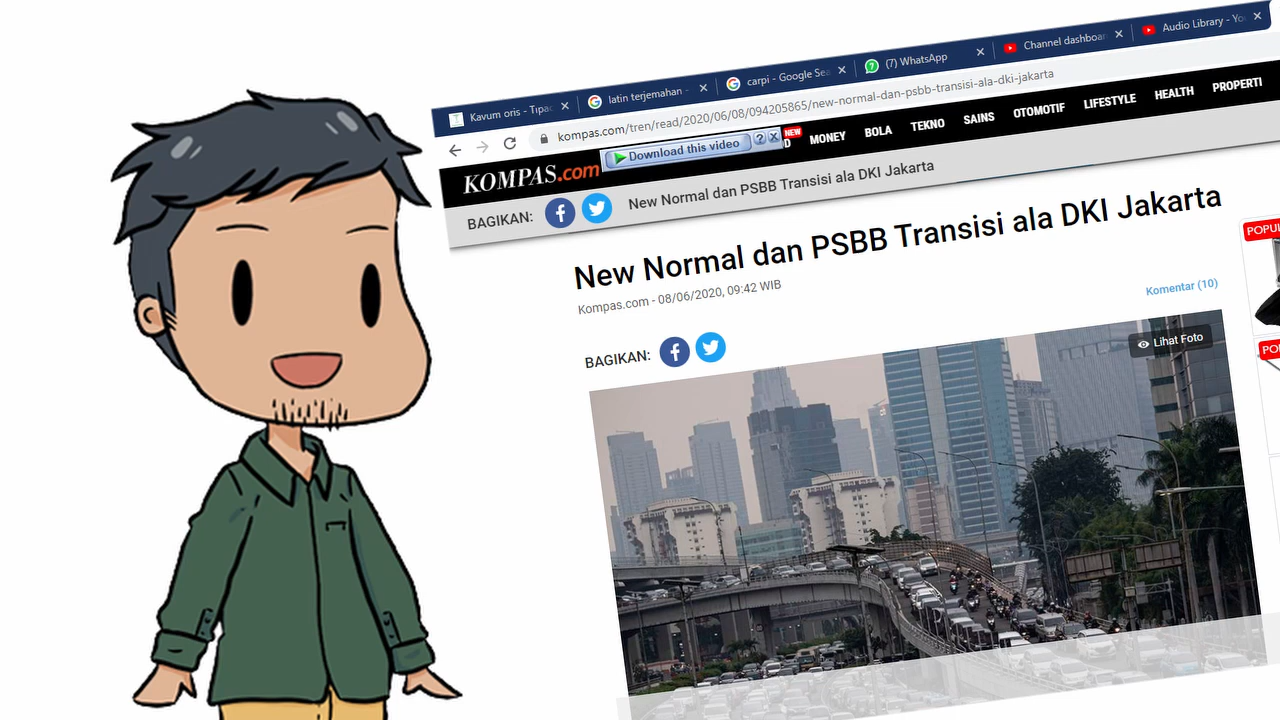 Kavum oris - Tıpa
latin terjemahan -
carpi - Google Sea
(7) WhatsApp
Channel dashboar
Audio Library - Yo
kompas.com/tren/read/2020/06/08/094205865/new-normal-dan-psbb-transisi-ala-dki-jakarta
KOMPAS.com
Download this video
NEW
MONEY BOLA TEKNO SAINS OTOMOTIF LIFESTYLE HEALTH PROPERTI
BAGIKAN: New Normal dan PSBB Transisi ala DKI Jakarta
New Normal dan PSBB Transisi ala DKI Jakarta
Kompas.com - 08/06/2020, 09:42 WIB
Komentar (10)
BAGIKAN:
Lihat Foto
POPU
PO